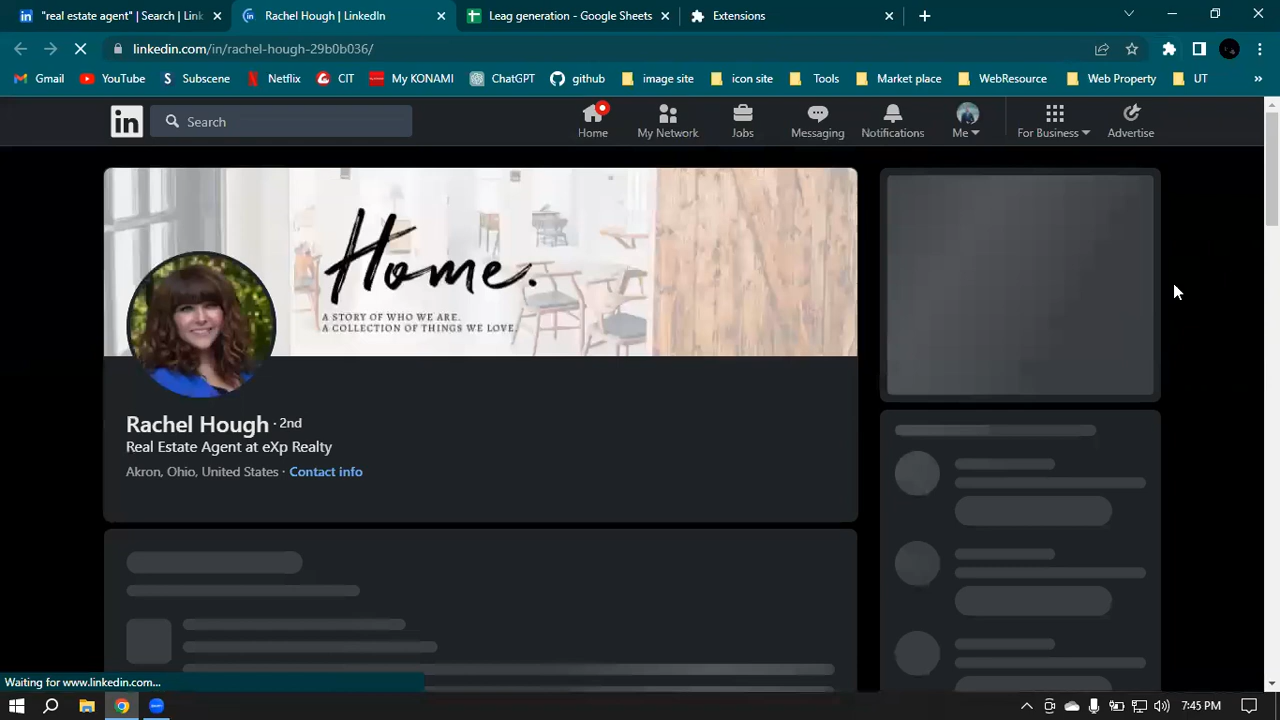 "real estate agent" | Search | Link
Rachel Hough | LinkedIn
Leag generation - Google Sheets
Extensions
linkedin.com/in/rachel-hough-29b0b036/
Gmail
YouTube
Subscene
Netflix
CIT
My KONAMI
ChatGPT
github
image site
icon site
Tools
Market place
WebResource
Web Property
UT
in
Search
Home
My Network
Jobs
Messaging
Notifications
Me
For Business
Advertise
Home.
A STORY OF WHO WE ARE.
A COLLECTION OF THINGS WE LOVE.
Rachel Hough · 2nd
Real Estate Agent at eXp Realty
Akron, Ohio, United States · Contact info
Waiting for www.linkedin.com...
7:45 PM